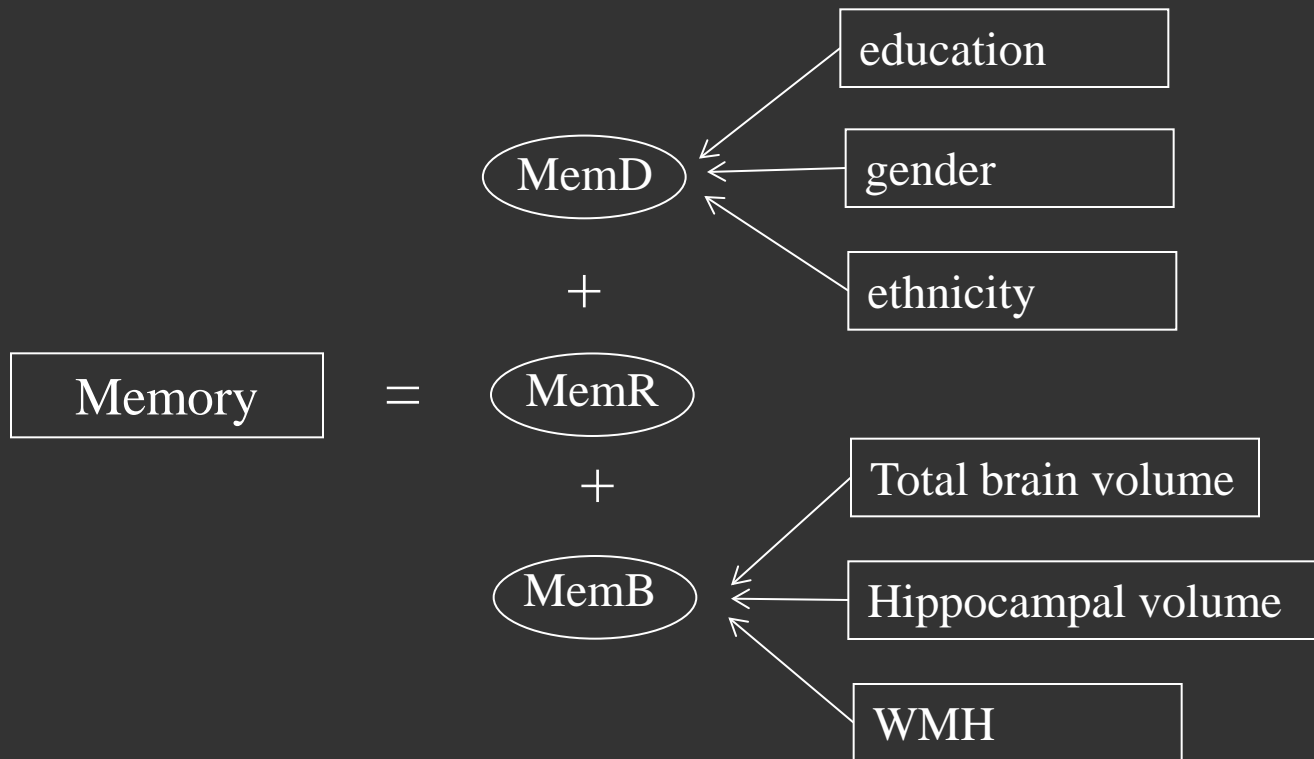 education
MemD
gender
+
ethnicity
Memory
=
MemR
+
Total brain volume
MemB
Hippocampal volume
WMH